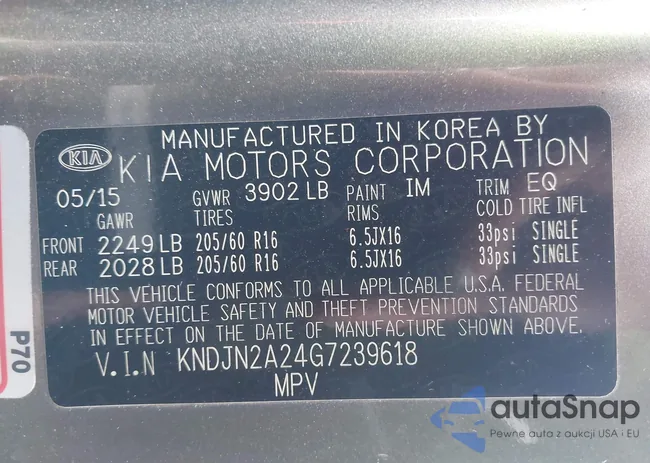 MANUFACTURED IN KOREA BY
KIA KIA MOTORS CORPORATION
05/15 GVWR 3902 LB PAINT IM TRIM EQ
GAWR TIRES RIMS COLD TIRE INFL
FRONT 2249 LB 205/60 R16 6.5JX16 33psi SINGLE
REAR 2028 LB 205/60 R16 6.5JX16 33psi SINGLE
THIS VEHICLE CONFORMS TO ALL APPLICABLE U.S.A. FEDERAL
MOTOR VEHICLE SAFETY AND THEFT PREVENTION STANDARDS
IN EFFECT ON THE DATE OF MANUFACTURE SHOWN ABOVE.
V.I.N KNDJN2A24G7239618
MPV
P70
autaSnap
Pewne auta z aukcji USA i EU